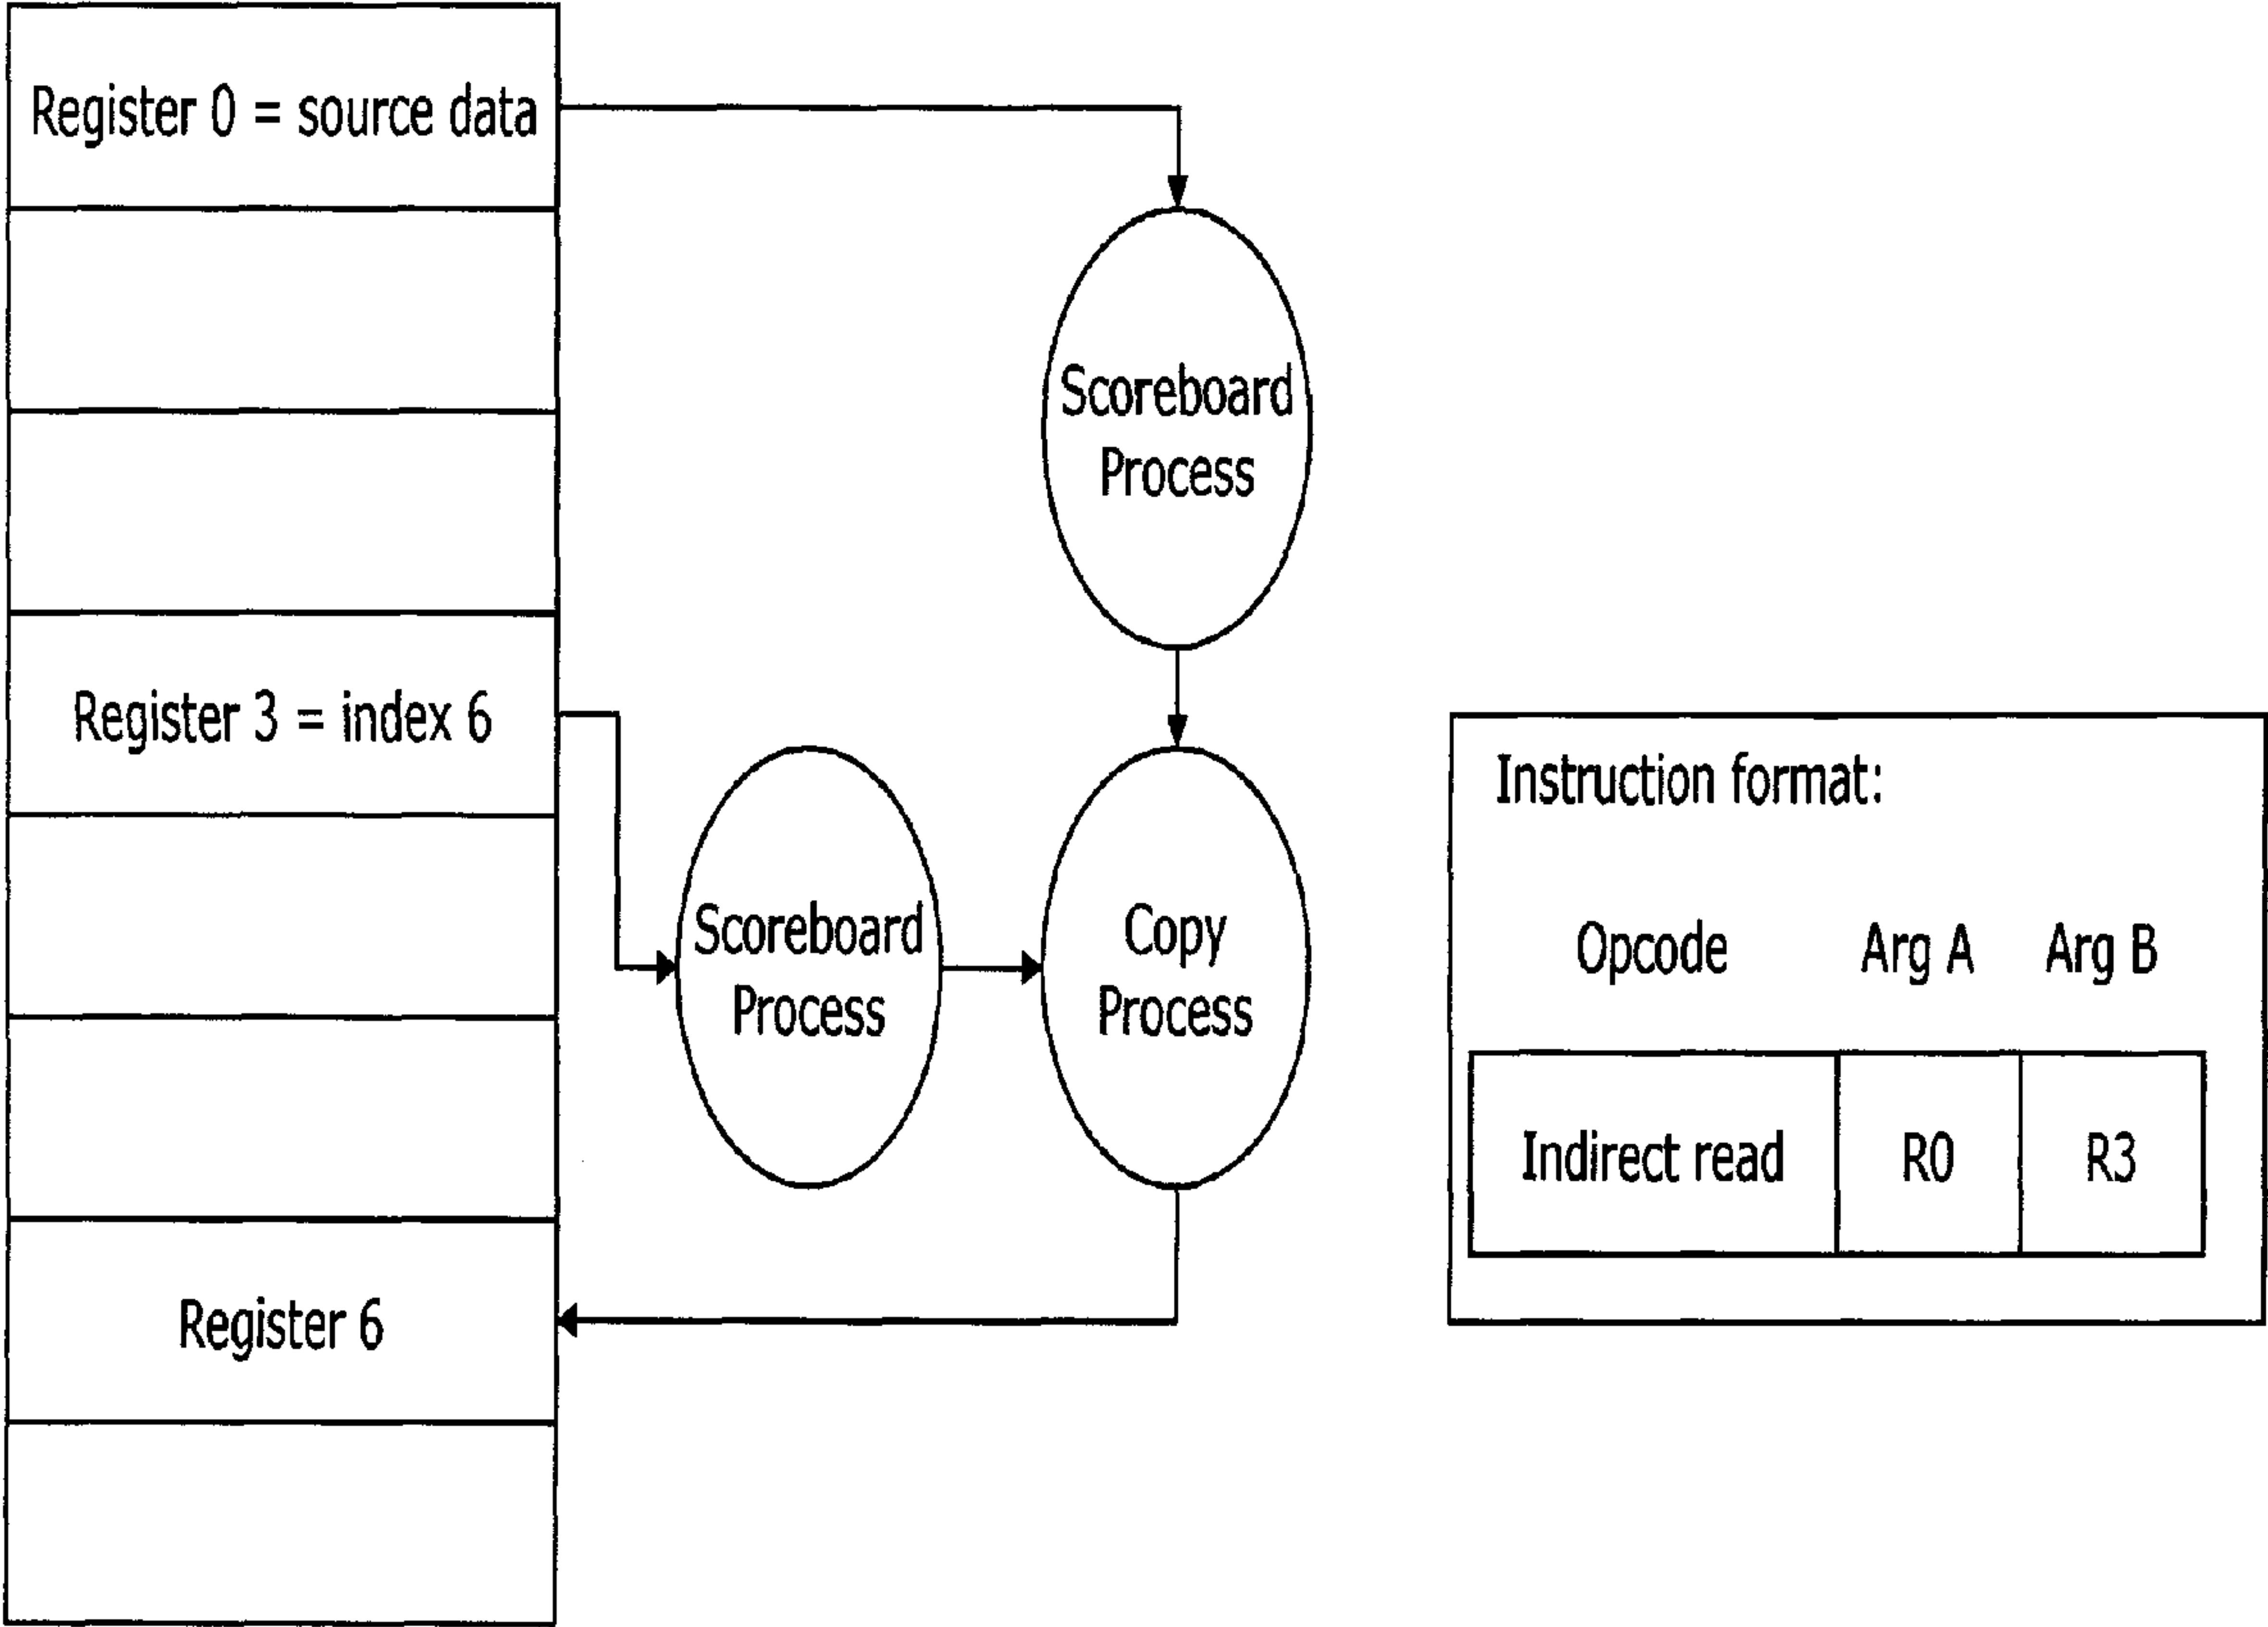 Register 0 = source data
Scoreboard
Process
Register 3 = index 6
Scoreboard
Process
Copy
Process
Register 6
Instruction format:
Opcode Arg A Arg B
Indirect read R0 R3